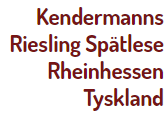 Kendermanns
Riesling Spätlese
Rheinhessen
Tyskland